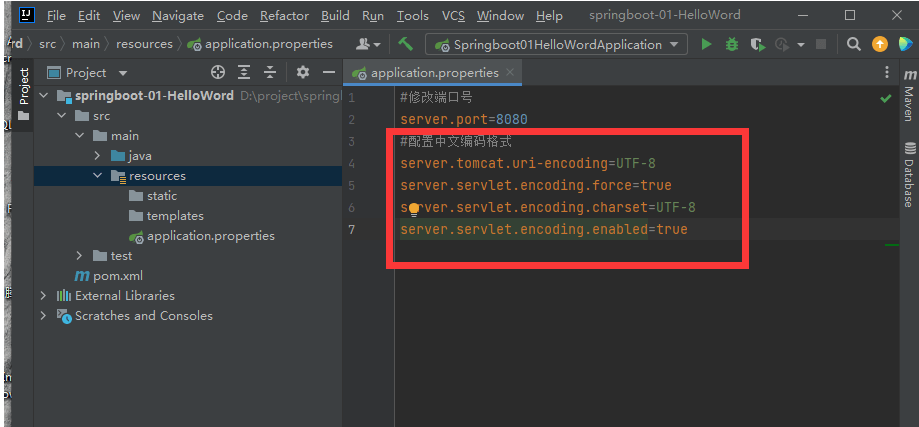 File Edit View Navigate Code Refactor Build Run Tools VCS Window Help springboot-01-HelloWord
src main resources application.properties Springboot01HelloWordApplication
Project application.properties
Project
springboot-01-HelloWord D:\project\spring
src
main
java
resources
static
templates
application.properties
test
pom.xml
External Libraries
Scratches and Consoles
1 #修改端口号
2 server.port=8080
3 #配置中文编码格式
4 server.tomcat.uri-encoding=UTF-8
5 server.servlet.encoding.force=true
6 server.servlet.encoding.charset=UTF-8
7 server.servlet.encoding.enabled=true
Maven
Database